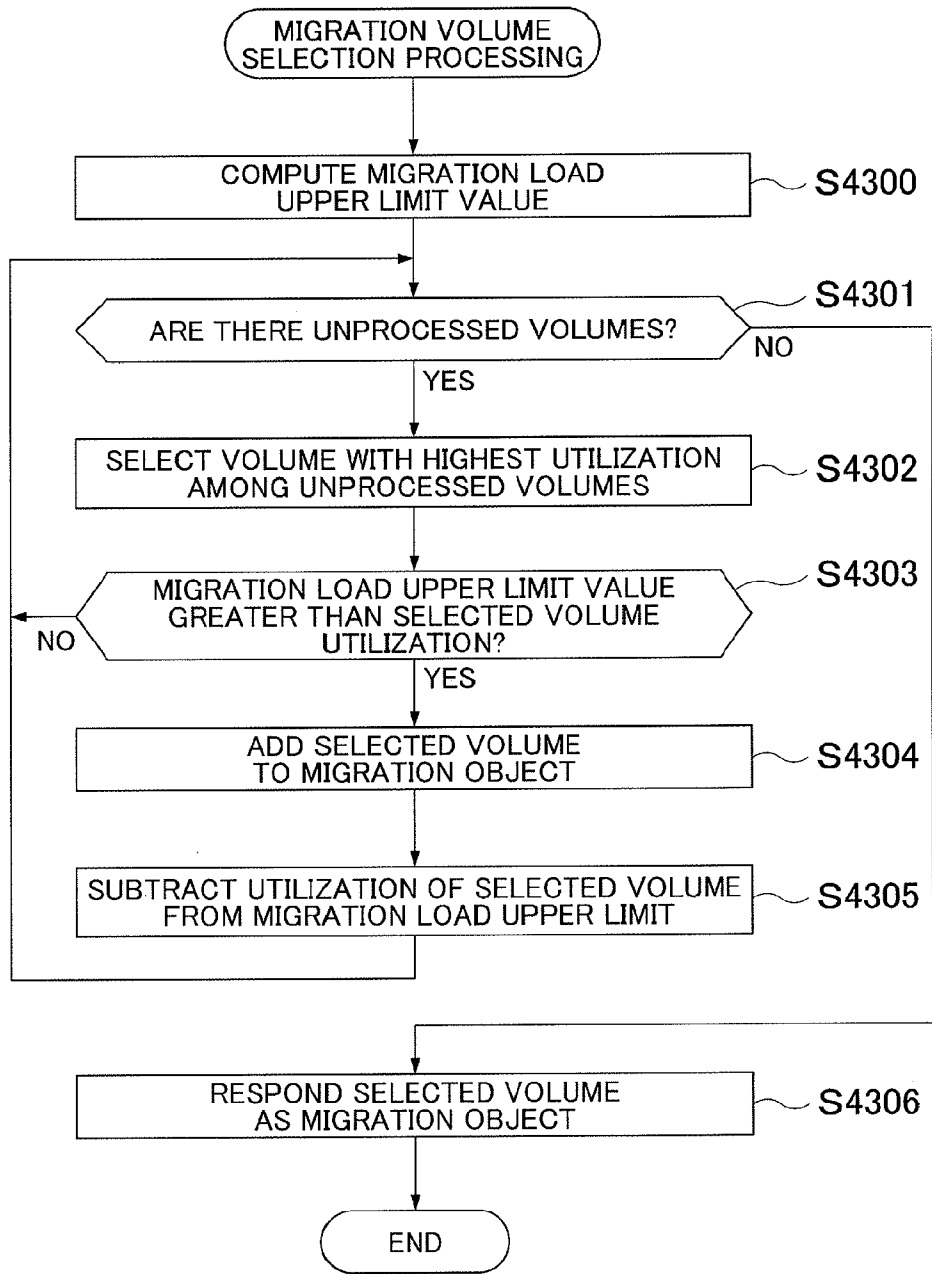 MIGRATION VOLUME
SELECTION PROCESSING
COMPUTE MIGRATION LOAD
UPPER LIMIT VALUE
S4300
S4301
ARE THERE UNPROCESSED VOLUMES?
NO
YES
SELECT VOLUME WITH HIGHEST UTILIZATION
AMONG UNPROCESSED VOLUMES
S4302
S4303
MIGRATION LOAD UPPER LIMIT VALUE
GREATER THAN SELECTED VOLUME
UTILIZATION?
NO
YES
ADD SELECTED VOLUME
TO MIGRATION OBJECT
S4304
SUBTRACT UTILIZATION OF SELECTED VOLUME
FROM MIGRATION LOAD UPPER LIMIT
S4305
RESPOND SELECTED VOLUME
AS MIGRATION OBJECT
S4306
END